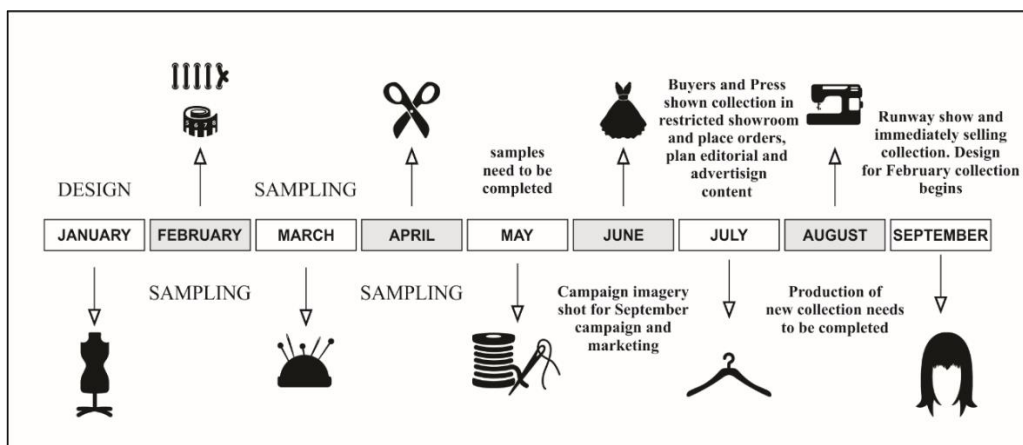 Buyers and Press
shown collection in
restricted showroom
and place orders,
plan editorial and
advertisign
content
Runway show and
immediately selling
collection. Design
for February collection
begins
samples
need to be
completed
DESIGN
SAMPLING
JANUARY
FEBRUARY
MARCH
APRIL
MAY
JUNE
JULY
AUGUST
SEPTEMBER
SAMPLING
SAMPLING
Campaign imagery
shot for September
campaign and
marketing
Production of
new collection needs
to be completed